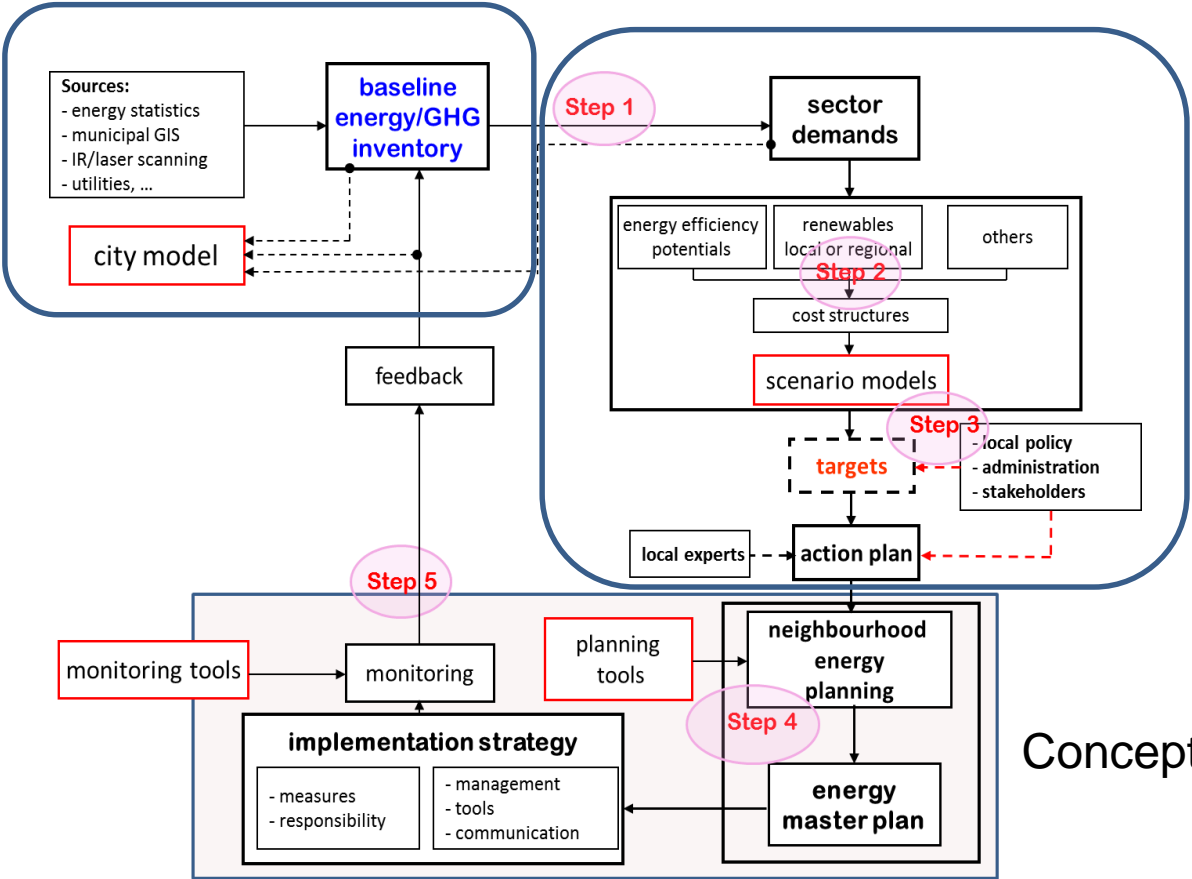 Sources:
- energy statistics
- municipal GIS
- IR/laser scanning
- utilities, ...
baseline
energy/GHG
inventory
city model
feedback
Step 1
sector
demands
energy efficiency
potentials
renewables
local or regional
others
Step 2
cost structures
scenario models
Step 3
targets
- local policy
- administration
- stakeholders
local experts
action plan
Step 5
monitoring tools
monitoring
planning
tools
neighbourhood
energy
planning
Step 4
implementation strategy
- measures
- responsibility
- management
- tools
- communication
energy
master plan
Concept